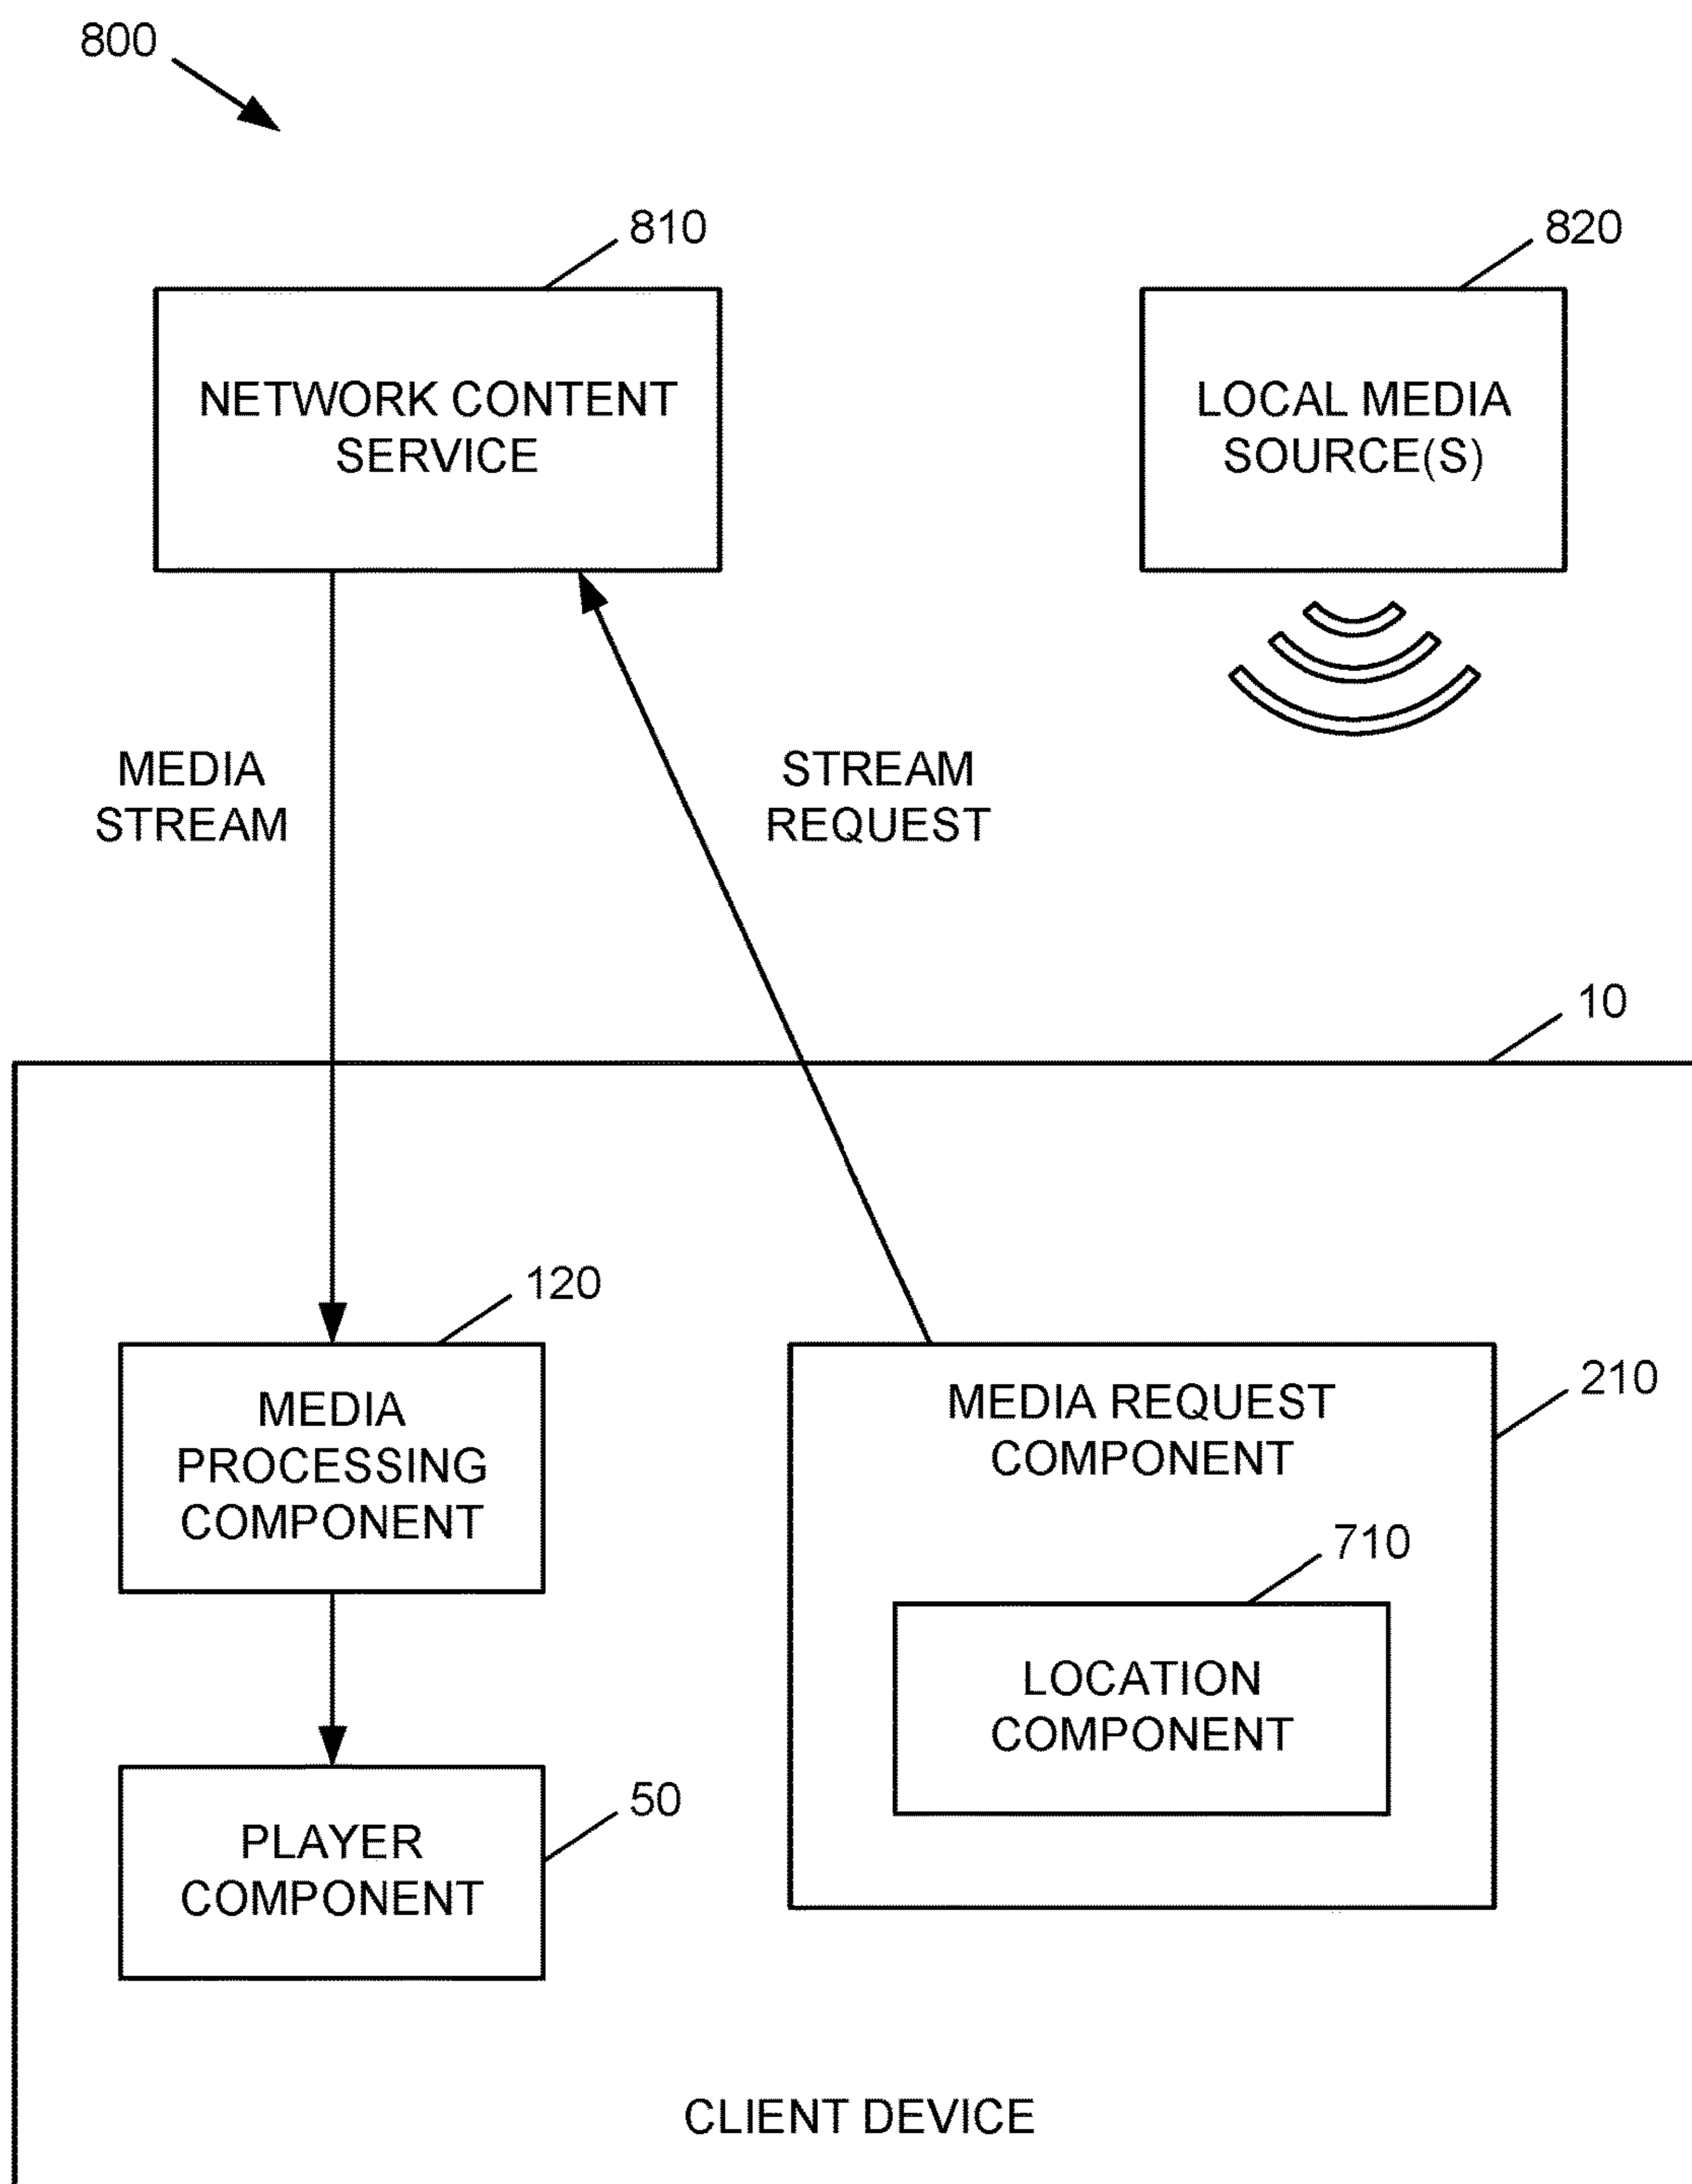 800
810
820
NETWORK CONTENT
SERVICE
LOCAL MEDIA
SOURCE(S)
MEDIA
STREAM
STREAM
REQUEST
10
120
MEDIA
PROCESSING
COMPONENT
210
MEDIA REQUEST
COMPONENT
710
LOCATION
COMPONENT
50
PLAYER
COMPONENT
CLIENT DEVICE